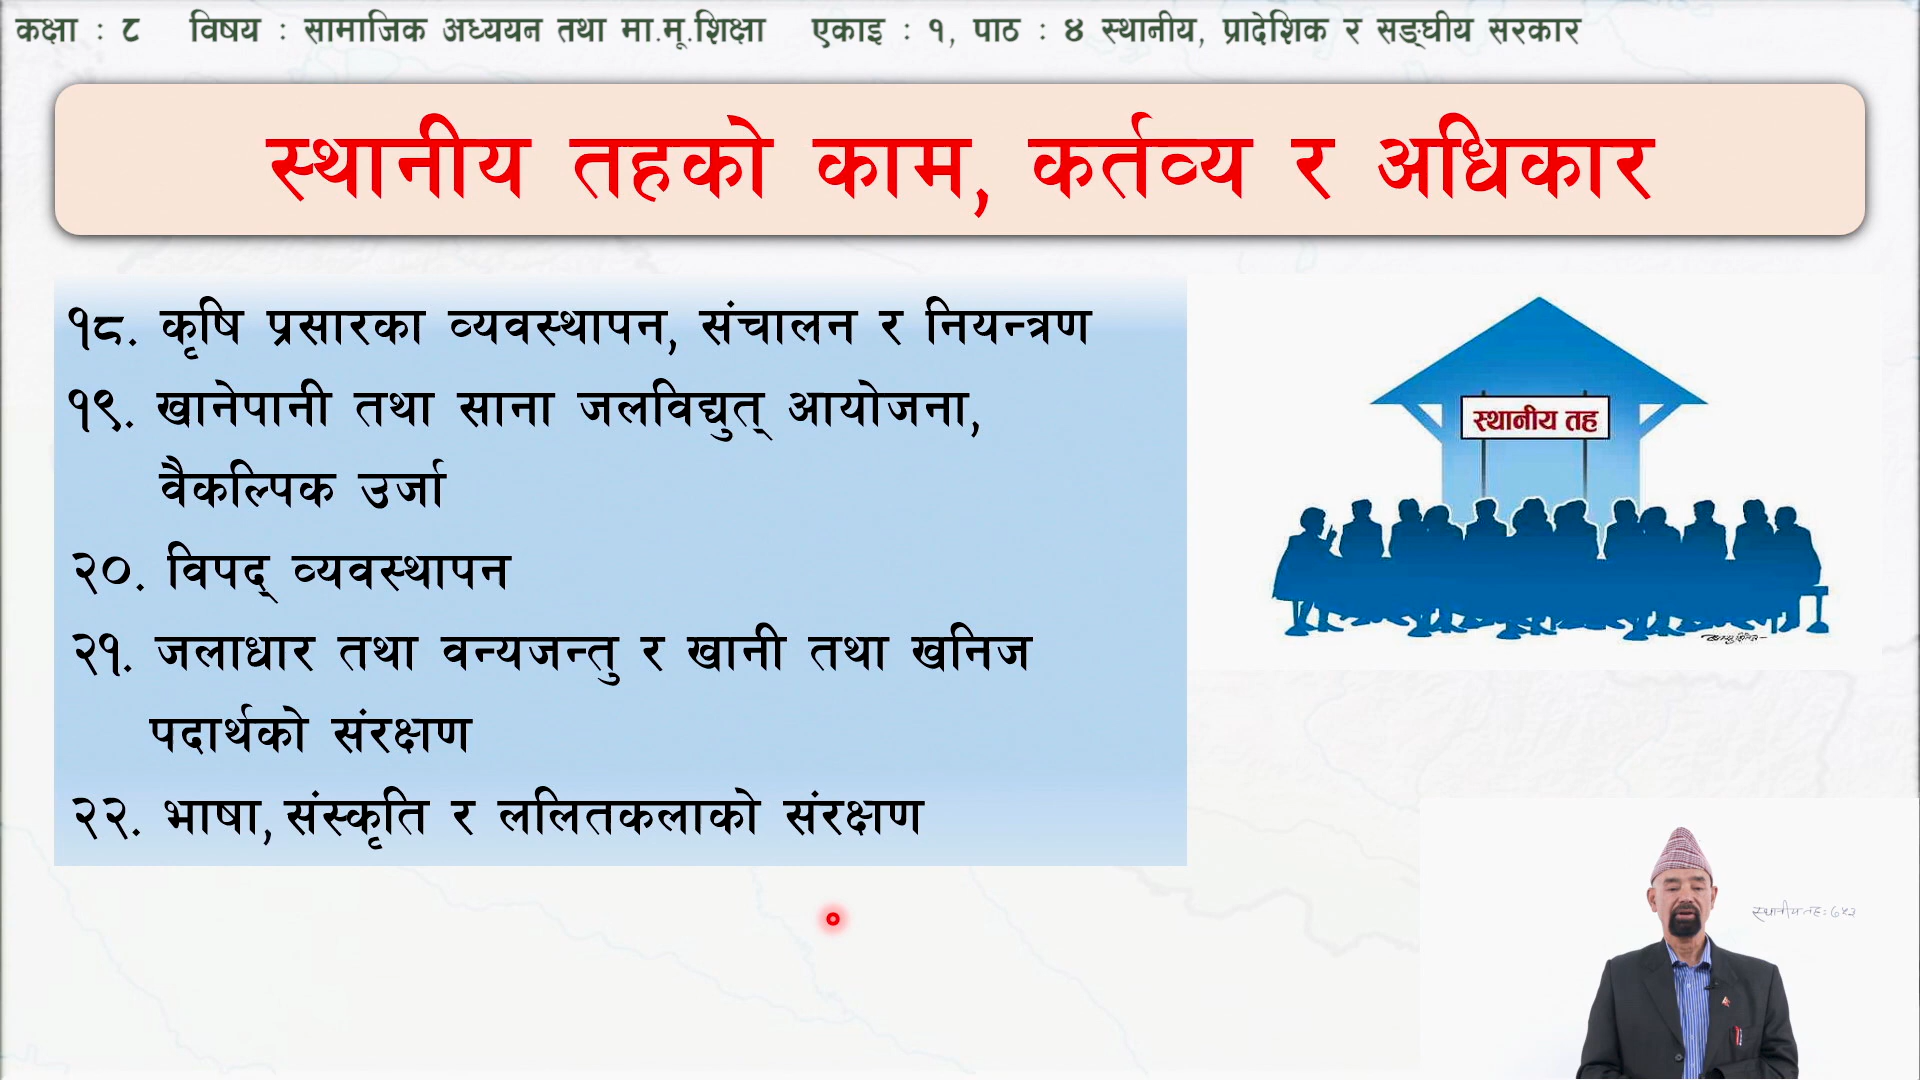 कक्षा : ८ विषय : सामाजिक अध्ययन तथा मा.मू.शिक्षा एकाइ : १, पाठ : ४ स्थानीय, प्रादेशिक र सङ्घीय सरकार
स्थानीय तहको काम, कर्तव्य र अधिकार
१८. कृषि प्रसारका व्यवस्थापन, संचालन र नियन्त्रण
१९. खानेपानी तथा साना जलविद्युत् आयोजना,
वैकल्पिक उर्जा
२०. विपद् व्यवस्थापन
२१. जलाधार तथा वन्यजन्तु र खानी तथा खनिज
पदार्थको संरक्षण
२२. भाषा, संस्कृति र ललितकलाको संरक्षण
स्थानीय तह
स्थानीय तह: ७५३